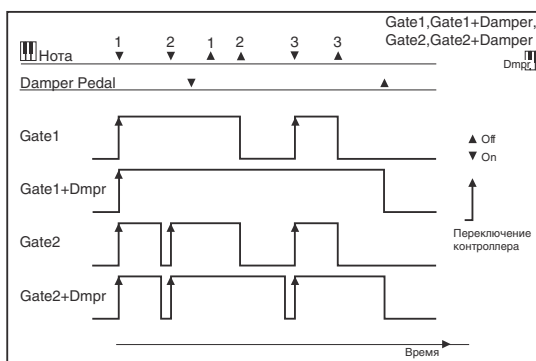 Gate1,Gate1+Damper,
Gate2,Gate2+Damper
1 2 1 2 3 3
Нота
Dmpr
Damper Pedal
Gate1
Off
On
Gate1+Dmpr
Переключение
контроллера
Gate2
Gate2+Dmpr
Время